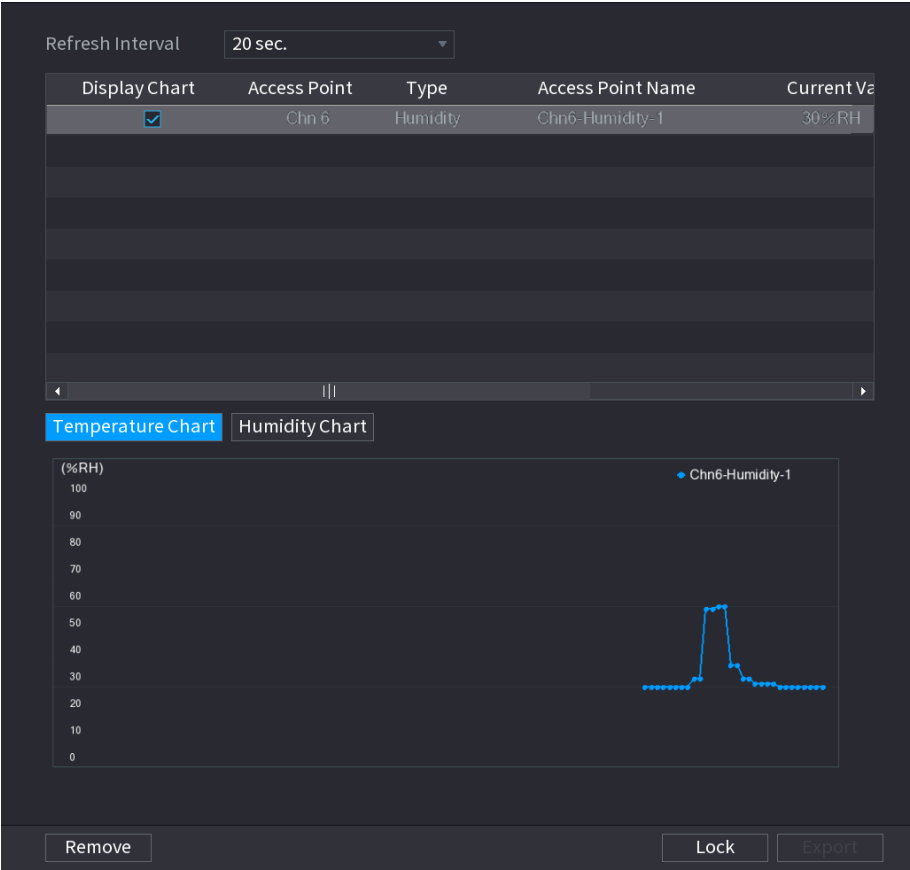 Refresh Interval 20 sec.
Display Chart Access Point Type Access Point Name Current Va
Chn 6 Humidity Chn6-Humidity-1 30%RH
Temperature Chart Humidity Chart
(%RH)
Chn6-Humidity-1
100
90
80
70
60
50
40
30
20
10
0
Remove Lock Export